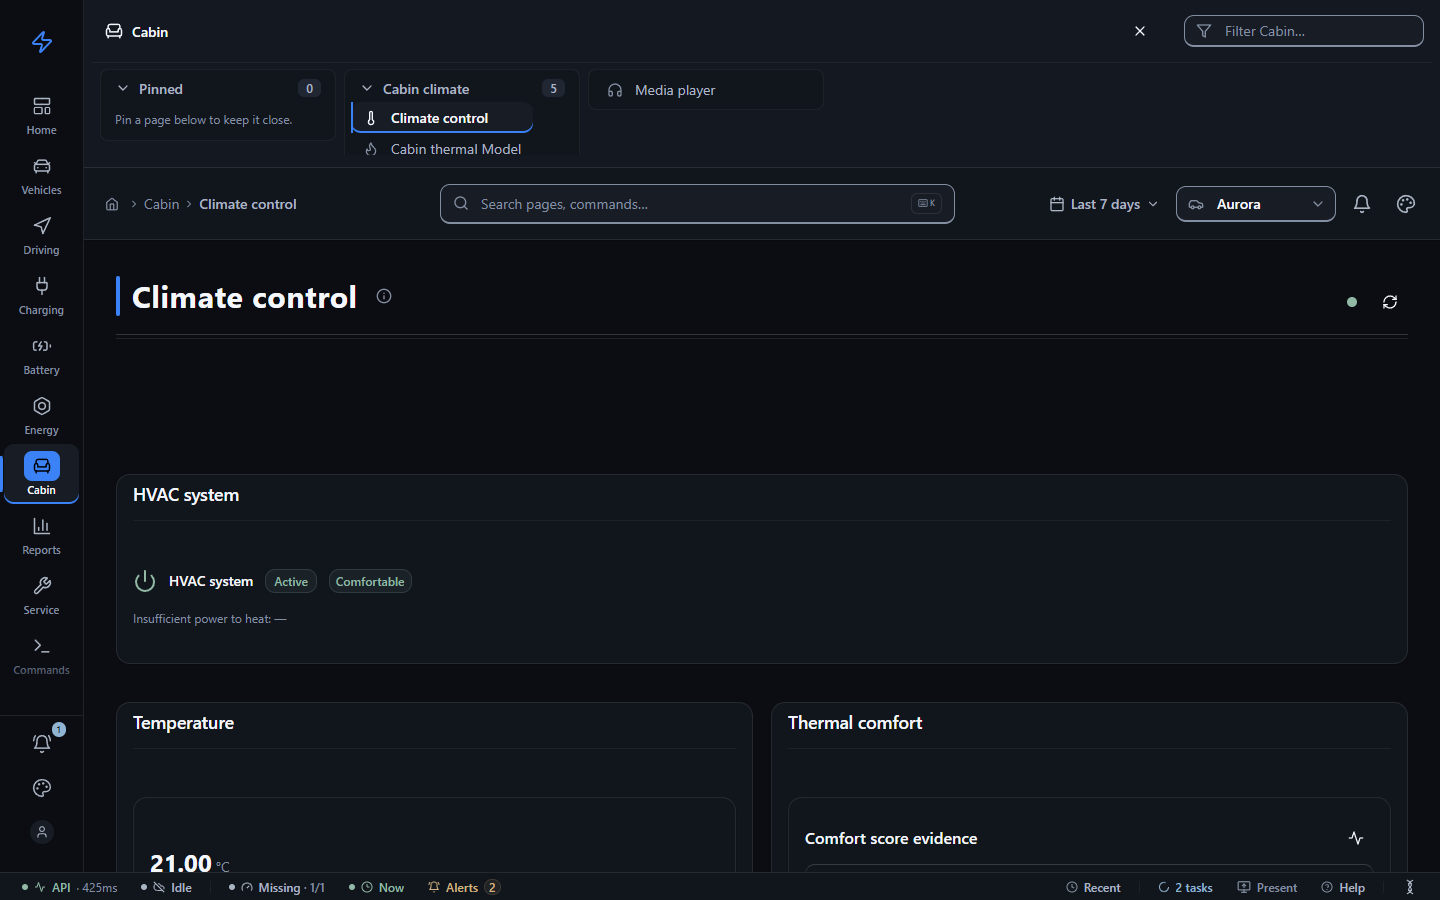 Cabin
Filter Cabin...
Pinned
0
Pin a page below to keep it close.
Cabin climate
5
Climate control
Cabin thermal Model
Media player
Home
Vehicles
Driving
Charging
Battery
Energy
Cabin
Reports
Service
Commands
1
Cabin
Climate control
Search pages, commands...
K
Last 7 days
Aurora
Climate control
HVAC system
HVAC system
Active
Comfortable
Insufficient power to heat: —
Temperature
21.00 °C
Thermal comfort
Comfort score evidence
API · 425ms
Idle
Missing · 1/1
Now
Alerts 2
Recent
2 tasks
Present
Help